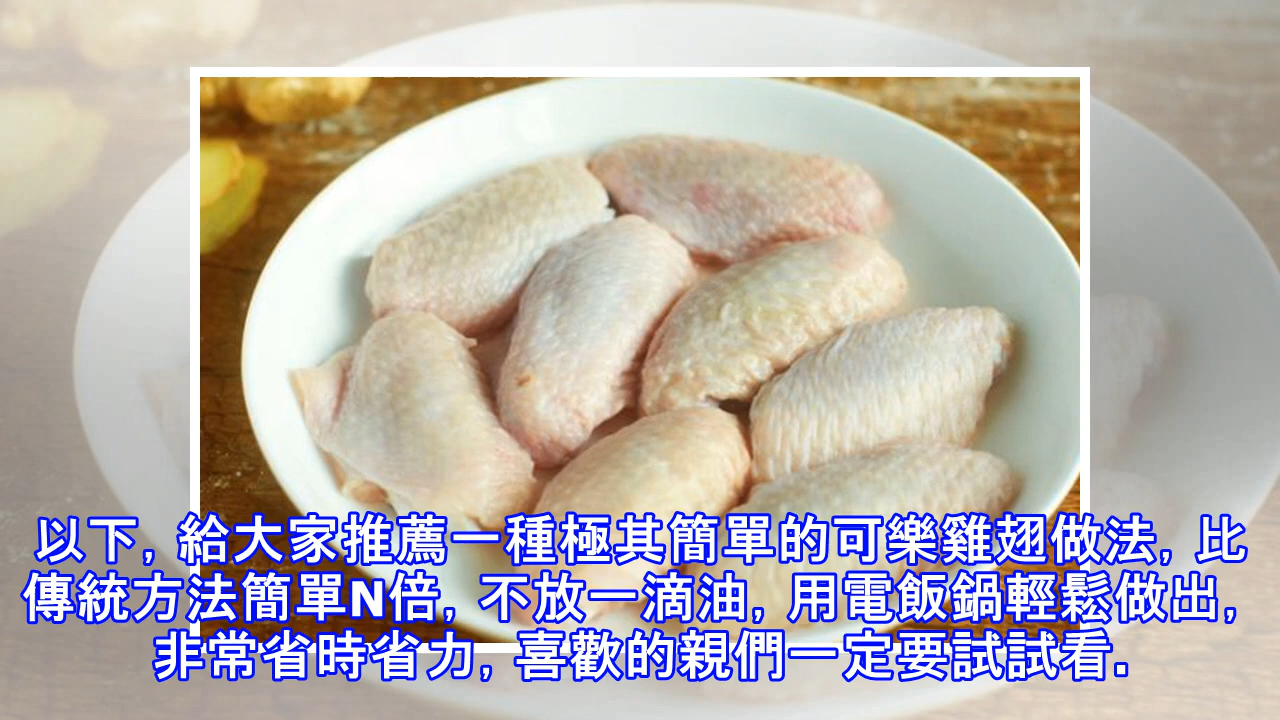 以下, 給大家推薦一種極其簡單的可樂雞翅做法, 比
傳統方法簡單N倍, 不放一滴油, 用電飯鍋輕鬆做出,
非常省時省力, 喜歡的親們一定要試試看.